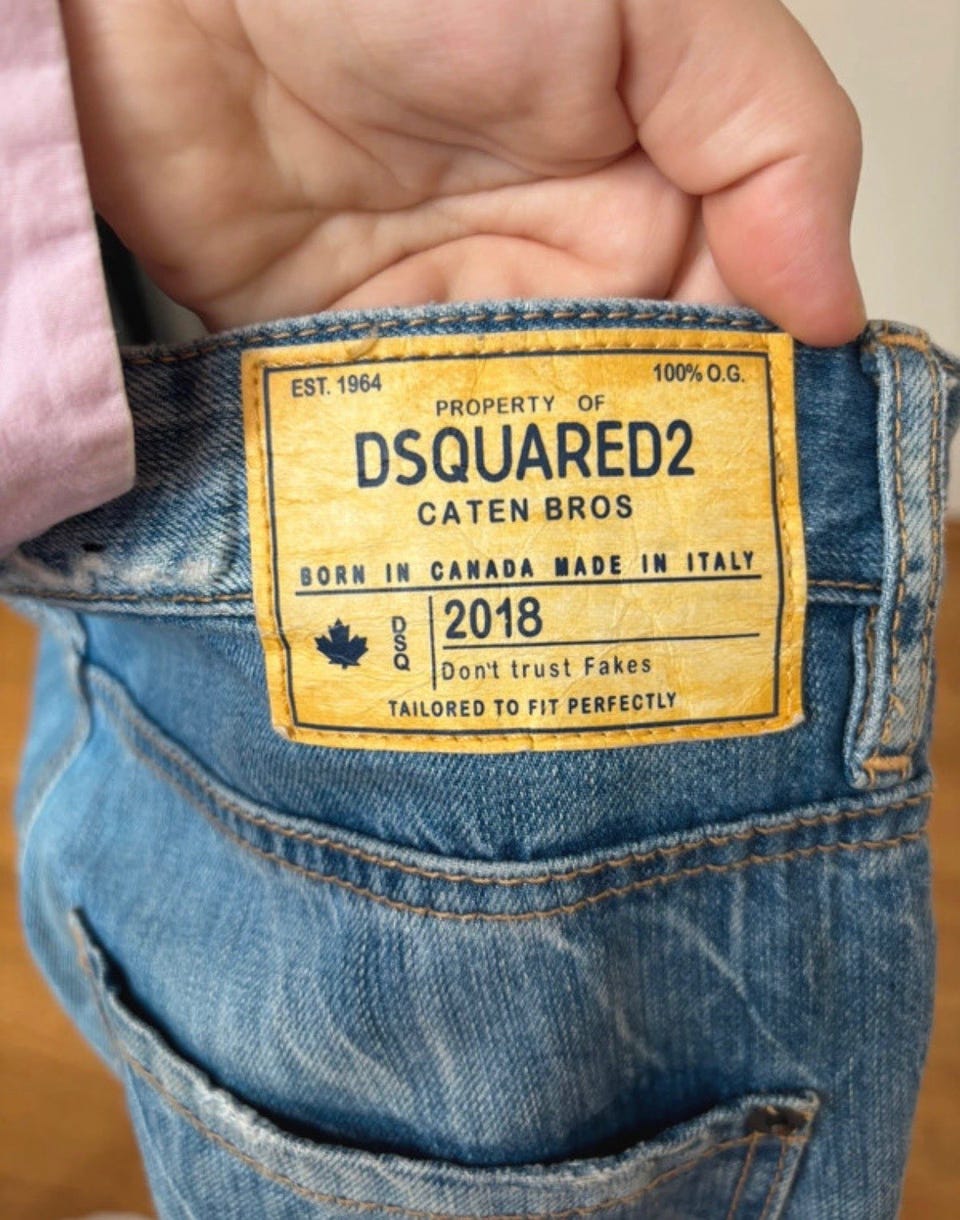 EST. 1964
100% O.G.
PROPERTY OF
DSQUARED2
CATEN BROS
BORN IN CANADA MADE IN ITALY
DSQ
2018
Don't trust Fakes
TAILORED TO FIT PERFECTLY